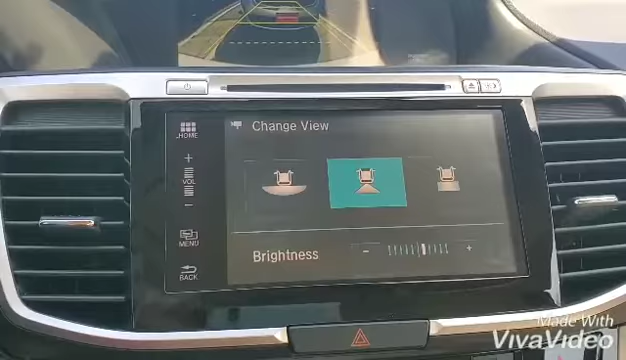 Change View
HOME
+
VOL
−
MENU
BACK
Brightness
− +
Made With
VivaVideo